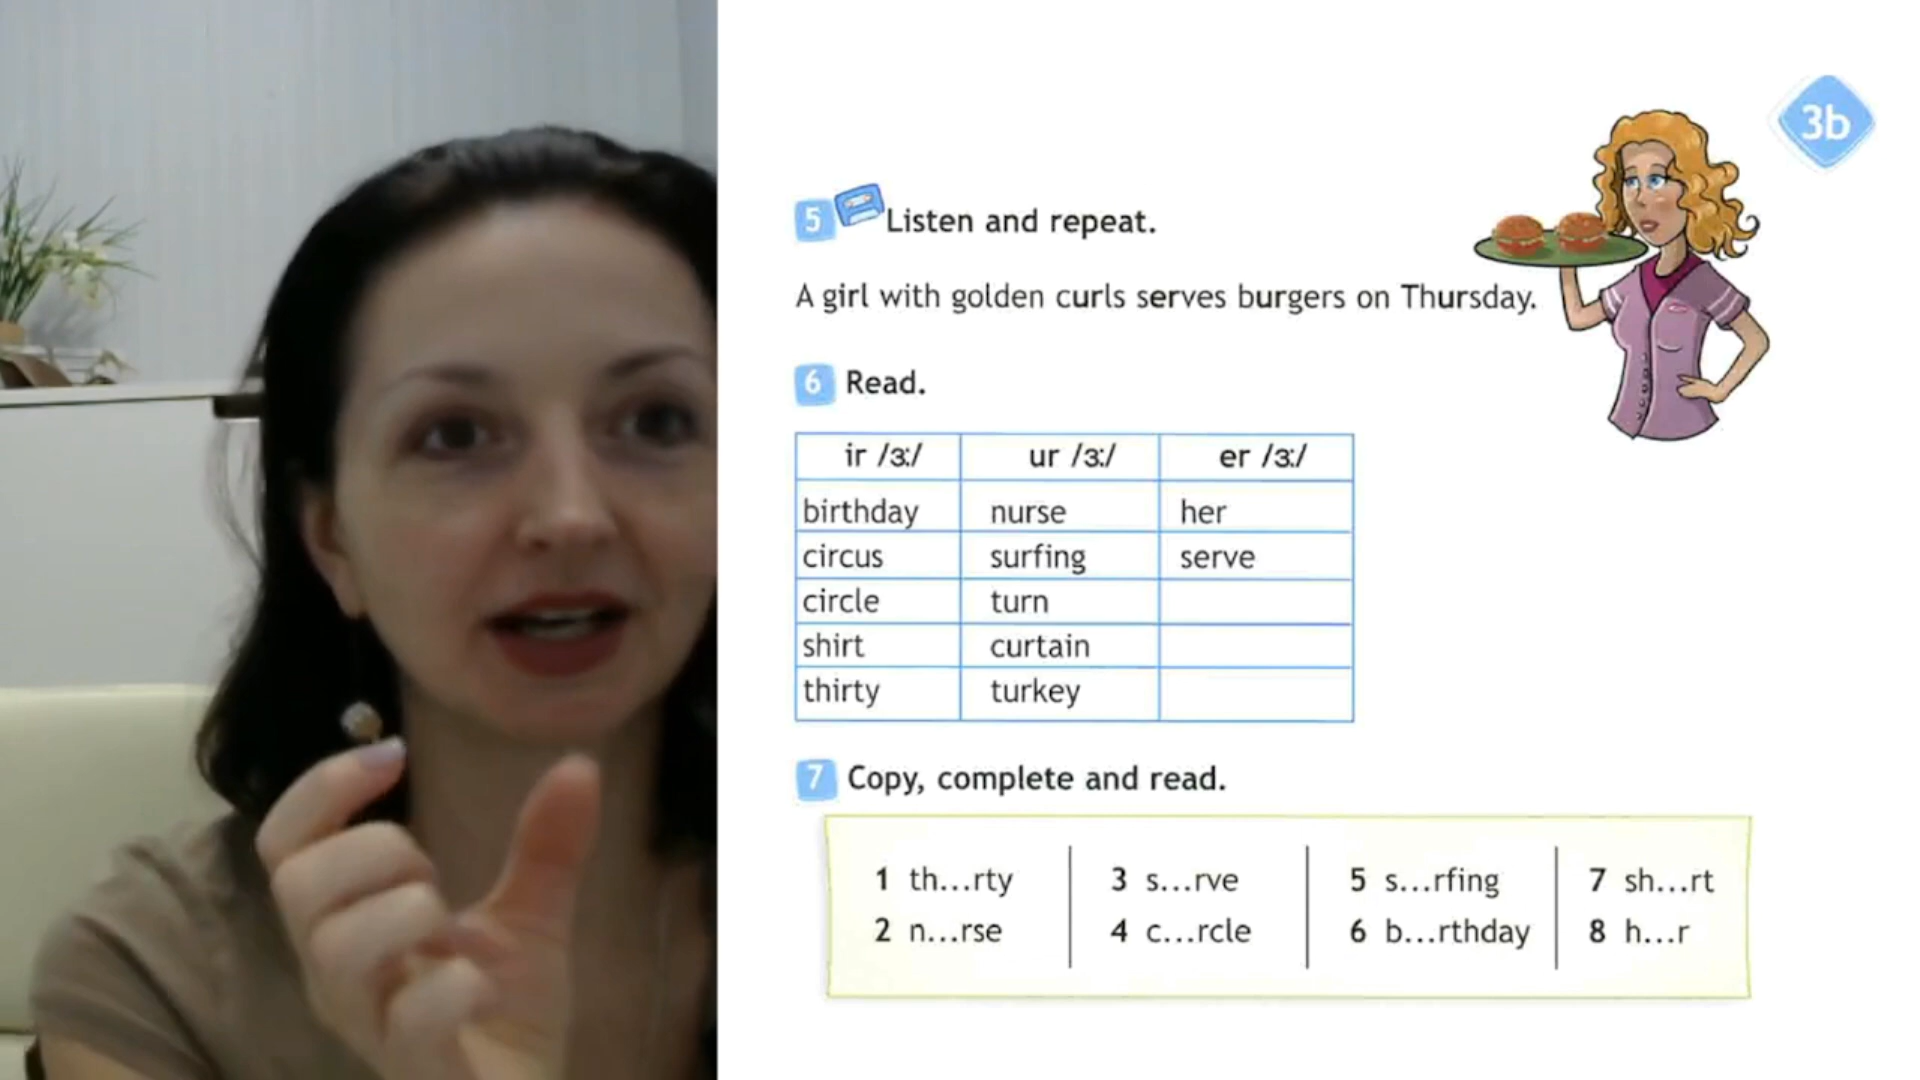 3b
5 Listen and repeat.
A girl with golden curls serves burgers on Thursday.
6 Read.
ir /ɜː/ ur /ɜː/ er /ɜː/
birthday nurse her
circus surfing serve
circle turn
shirt curtain
thirty turkey
7 Copy, complete and read.
1 th...rty 3 s...rve 5 s...rfing 7 sh...rt
2 n...rse 4 c...rcle 6 b...rthday 8 h...r